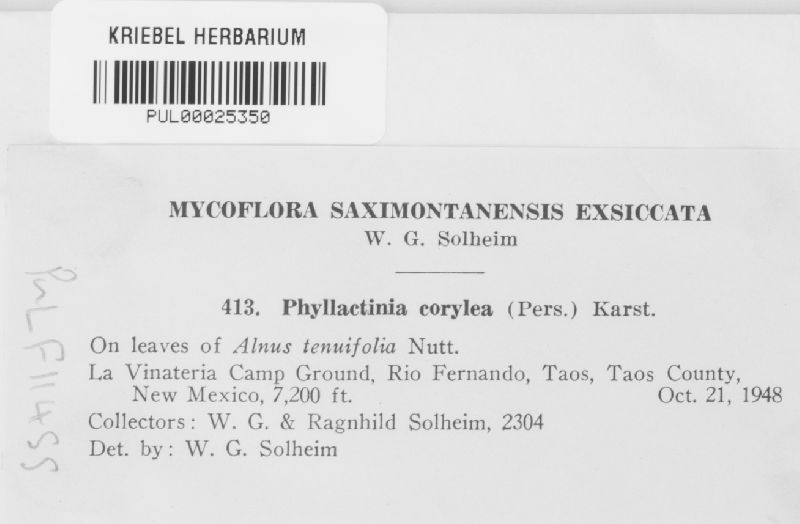 KRIEBEL HERBARIUM
PUL00025350
MYCOFLORA SAXIMONTANENSIS EXSICCATA
W. G. Solheim
413. Phyllactinia corylea (Pers.) Karst.
On leaves of Alnus tenuifolia Nutt.
La Vinateria Camp Ground, Rio Fernando, Taos, Taos County,
New Mexico, 7,200 ft. Oct. 21, 1948
Collectors: W. G. & Ragnhild Solheim, 2304
Det. by: W. G. Solheim
PUL F11455